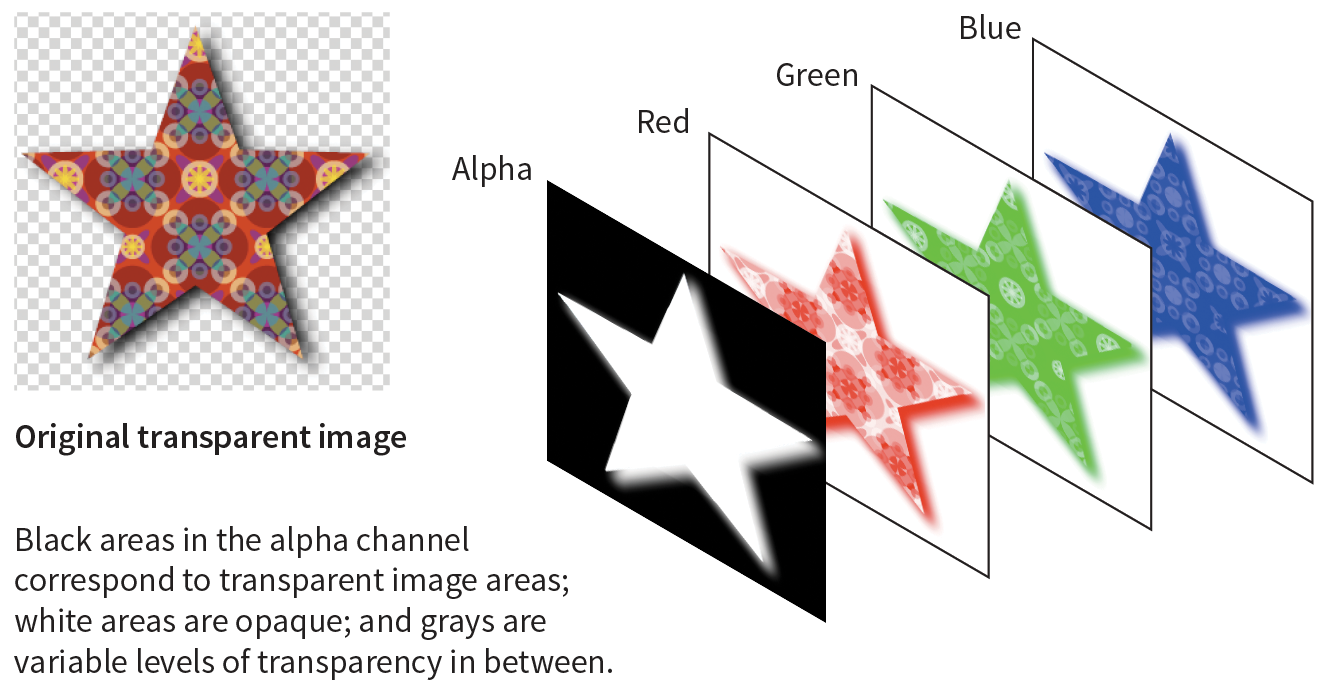 Blue
Green
Red
Alpha
Original transparent image
Black areas in the alpha channel
correspond to transparent image areas;
white areas are opaque; and grays are
variable levels of transparency in between.